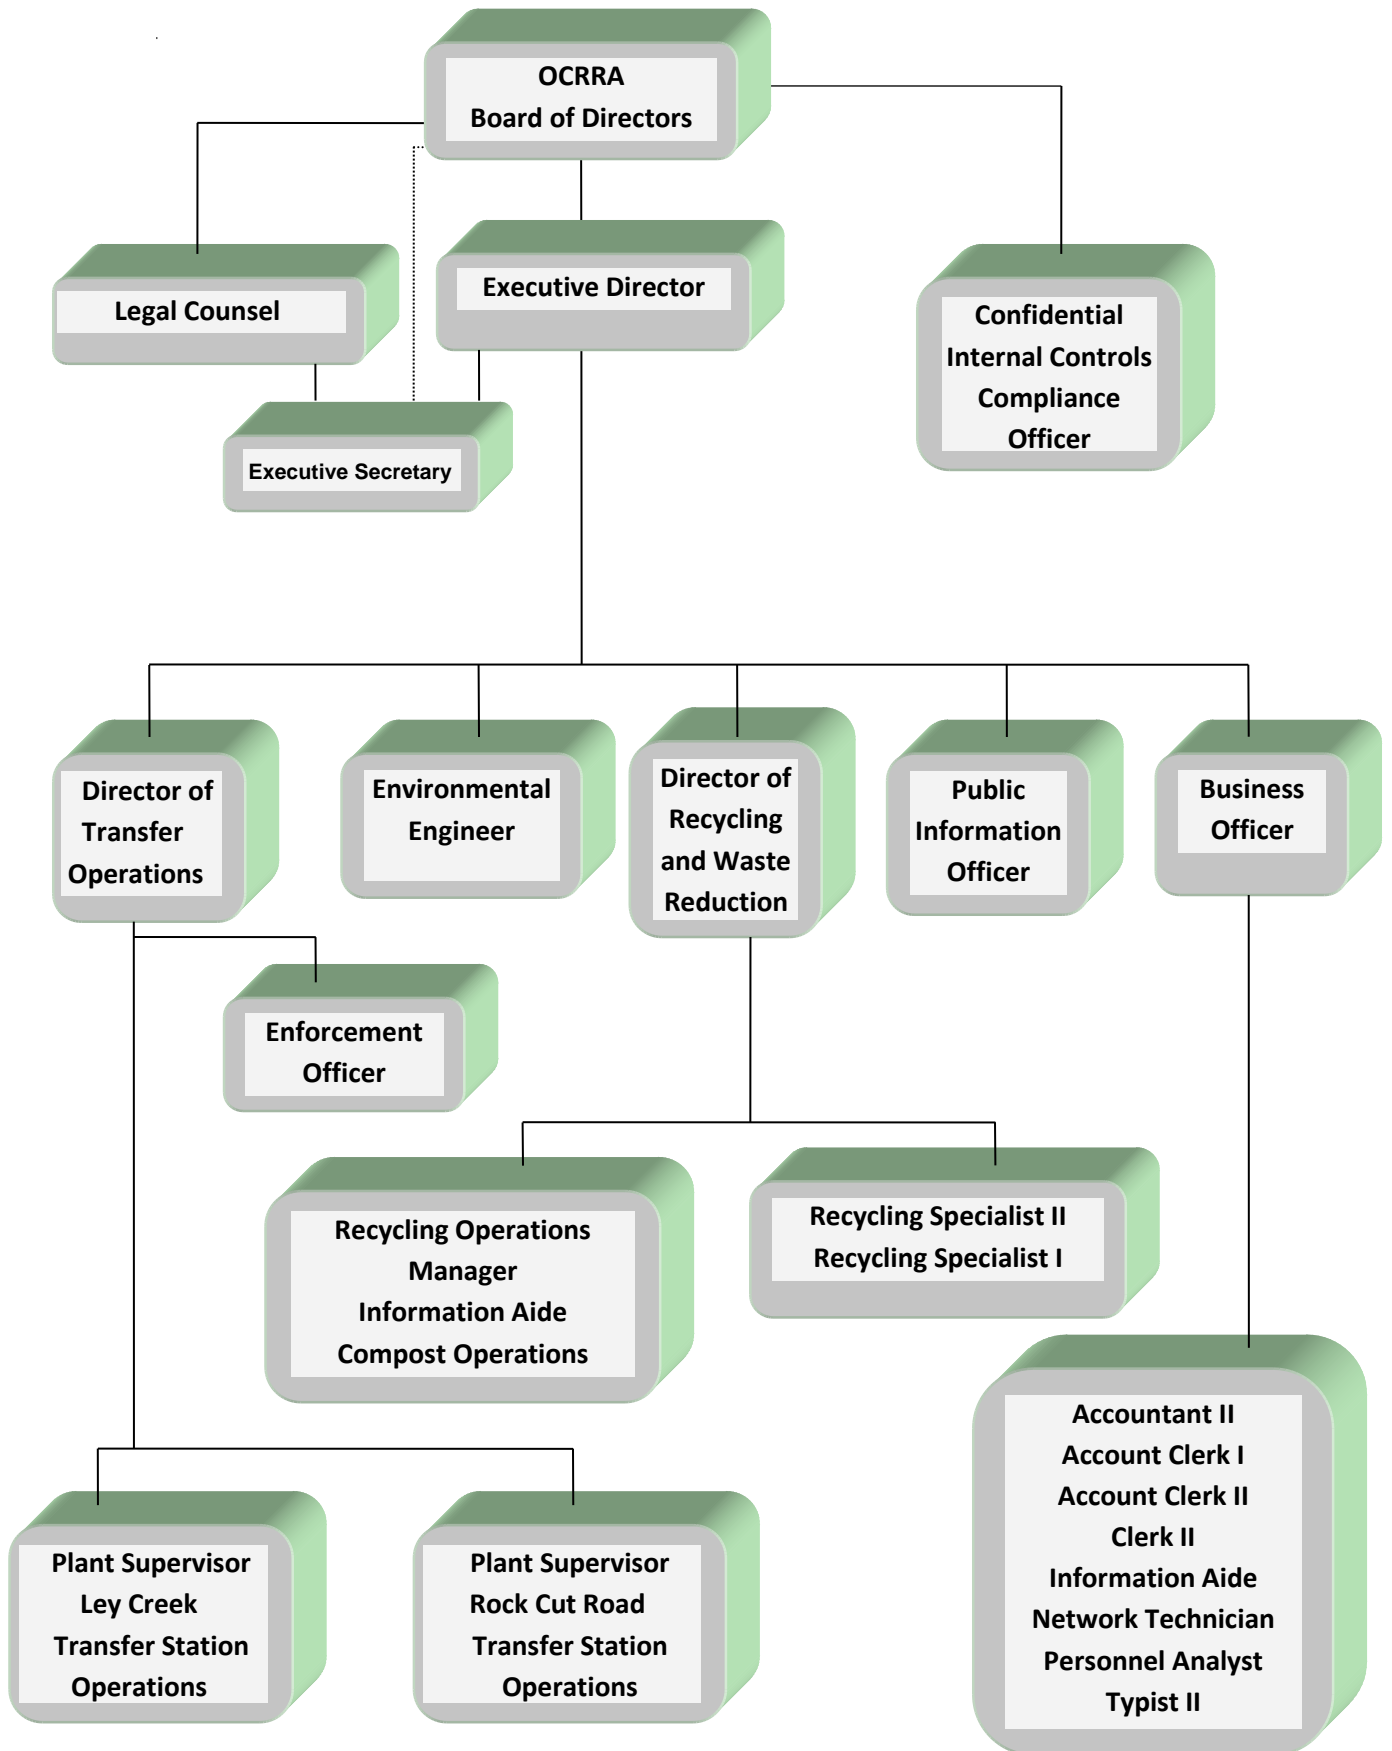 OCRRA
Board of Directors
Legal Counsel
Executive Director
Confidential
Internal Controls
Compliance
Officer
Executive Secretary
Director of
Transfer
Operations
Environmental
Engineer
Director of
Recycling
and Waste
Reduction
Public
Information
Officer
Business
Officer
Enforcement
Officer
Recycling Operations
Manager
Information Aide
Compost Operations
Recycling Specialist II
Recycling Specialist I
Accountant II
Account Clerk I
Account Clerk II
Clerk II
Information Aide
Network Technician
Personnel Analyst
Typist II
Plant Supervisor
Ley Creek
Transfer Station
Operations
Plant Supervisor
Rock Cut Road
Transfer Station
Operations